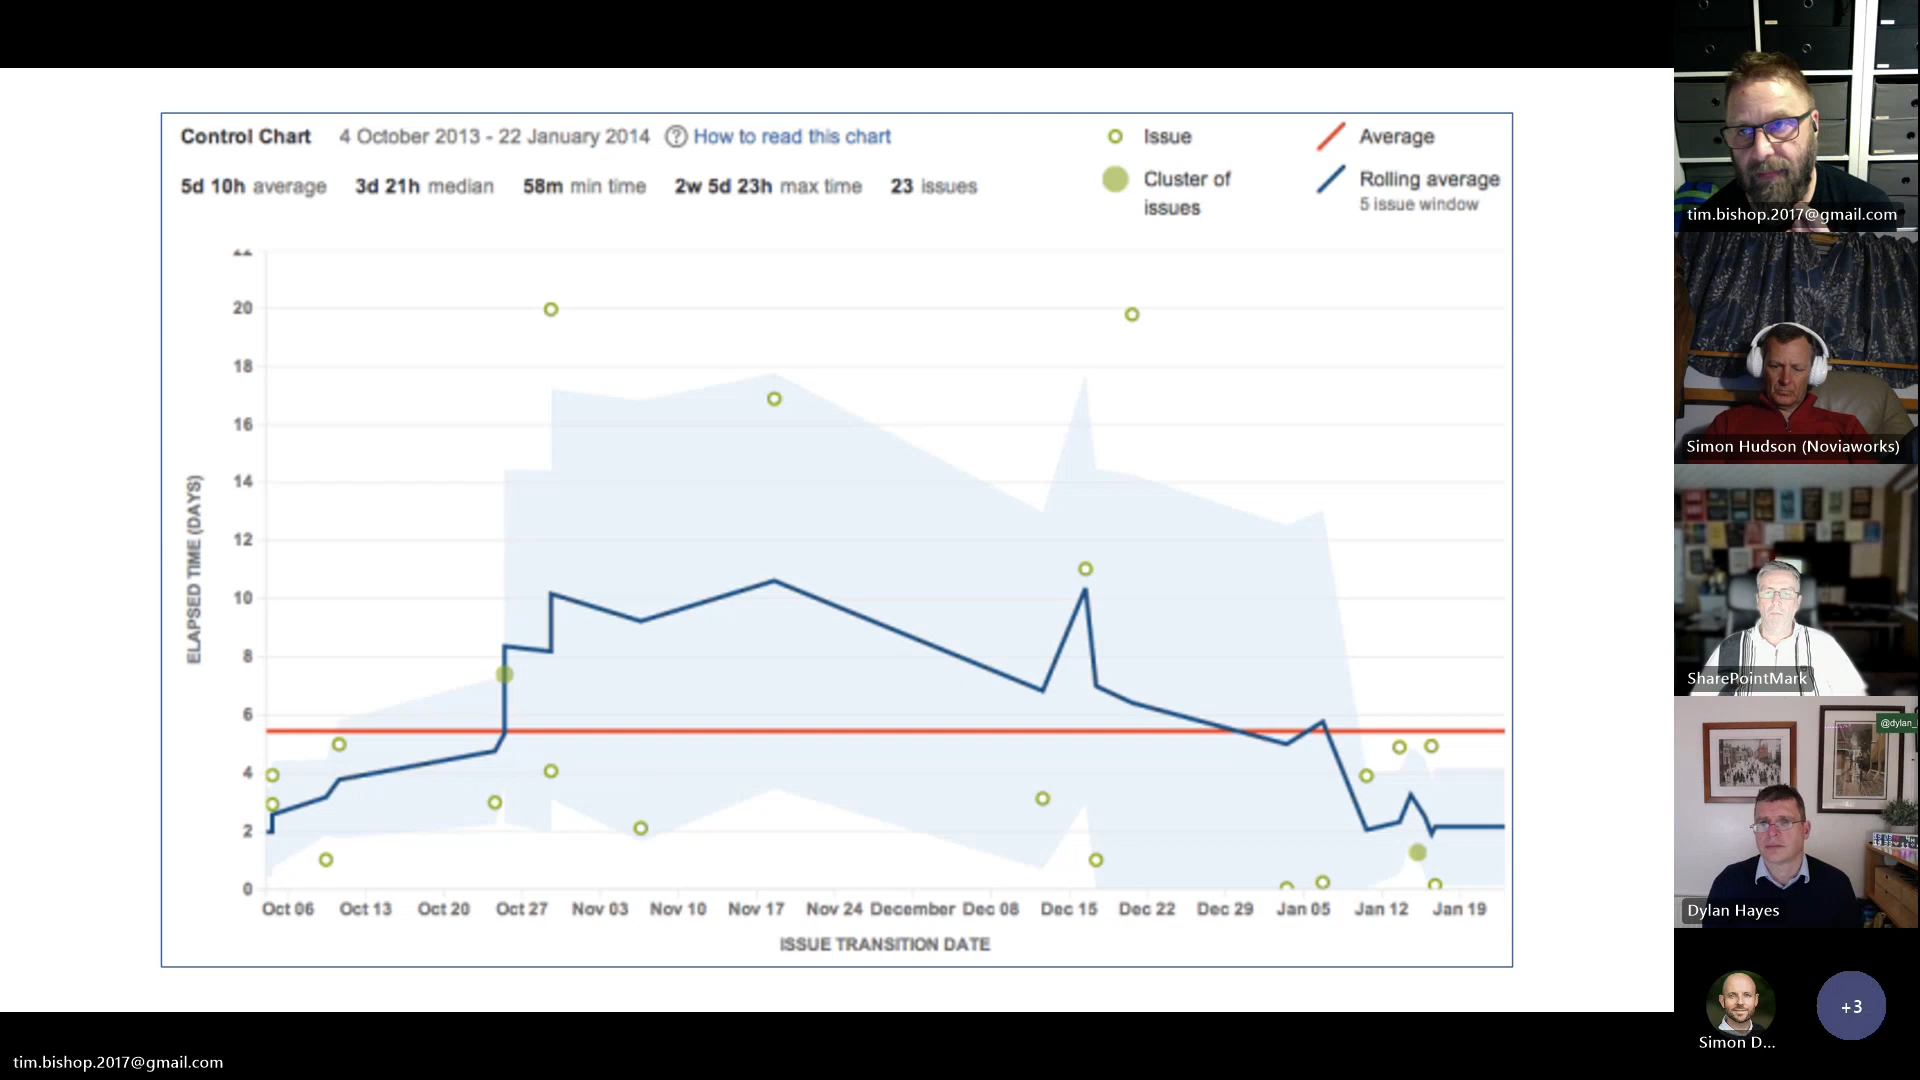 Control Chart 4 October 2013 - 22 January 2014 ? How to read this chart
5d 10h average 3d 21h median 58m min time 2w 5d 23h max time 23 issues
Issue
Cluster of
issues
Average
Rolling average
5 issue window
ELAPSED TIME (DAYS)
22
20
18
16
14
12
10
8
6
4
2
0
Oct 06 Oct 13 Oct 20 Oct 27 Nov 03 Nov 10 Nov 17 Nov 24 December Dec 08 Dec 15 Dec 22 Dec 29 Jan 05 Jan 12 Jan 19
ISSUE TRANSITION DATE
tim.bishop.2017@gmail.com
Simon Hudson (Noviaworks)
SharePointMark
@dylan_
Dylan Hayes
Simon D...
+3
tim.bishop.2017@gmail.com